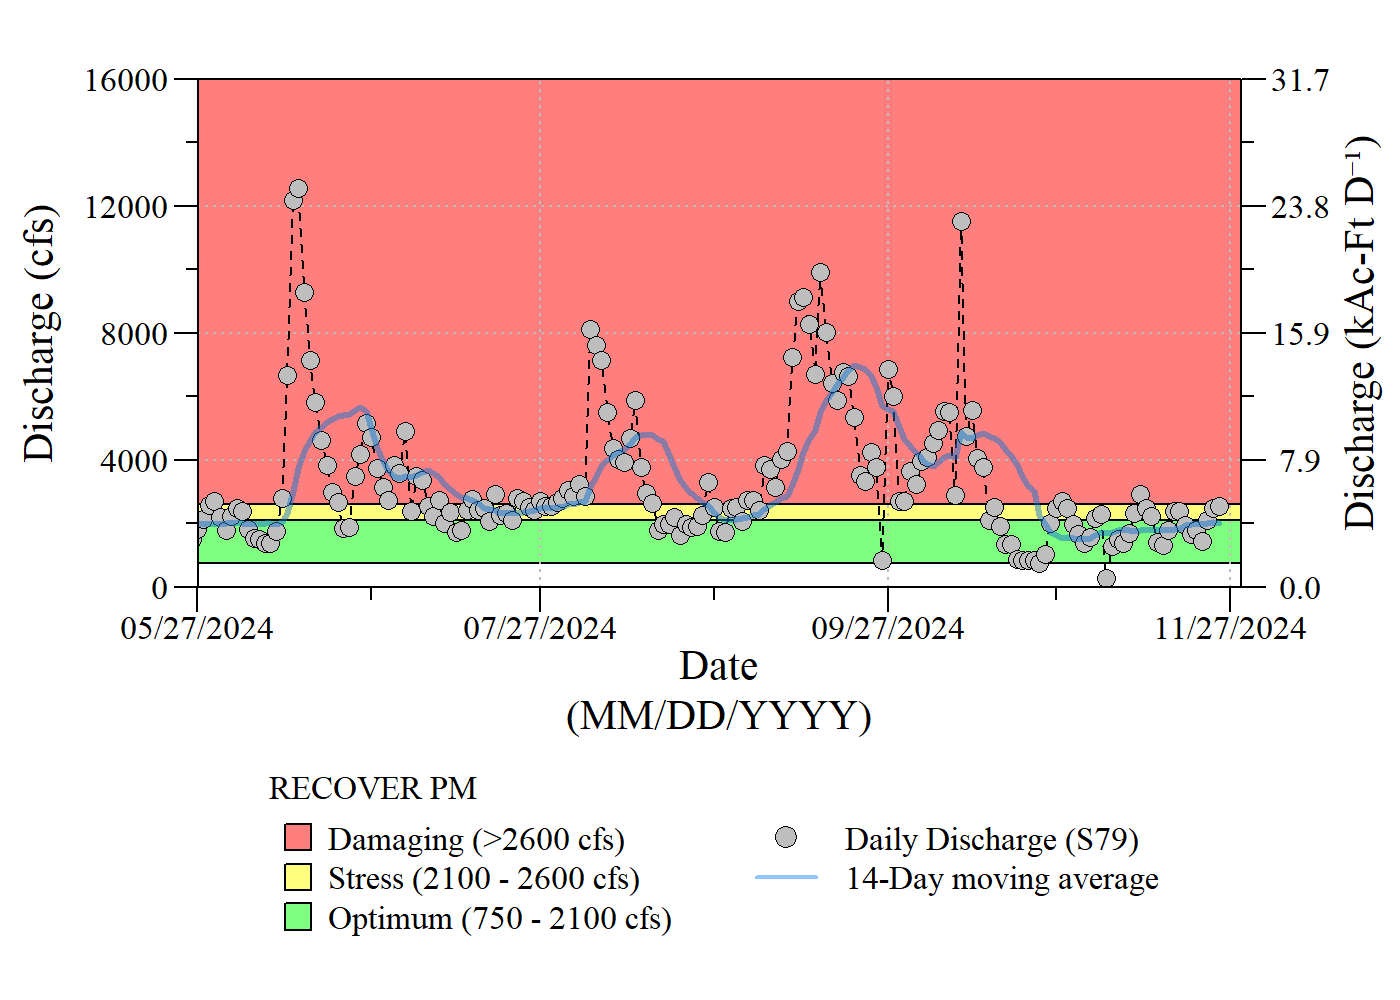 16000
12000
8000
4000
0
Discharge (cfs)
31.7
23.8
15.9
7.9
0.0
Discharge (kAc-Ft D⁻¹)
05/27/2024 07/27/2024 09/27/2024 11/27/2024
Date
(MM/DD/YYYY)
RECOVER PM
Damaging (>2600 cfs)
Stress (2100 - 2600 cfs)
Optimum (750 - 2100 cfs)
Daily Discharge (S79)
14-Day moving average